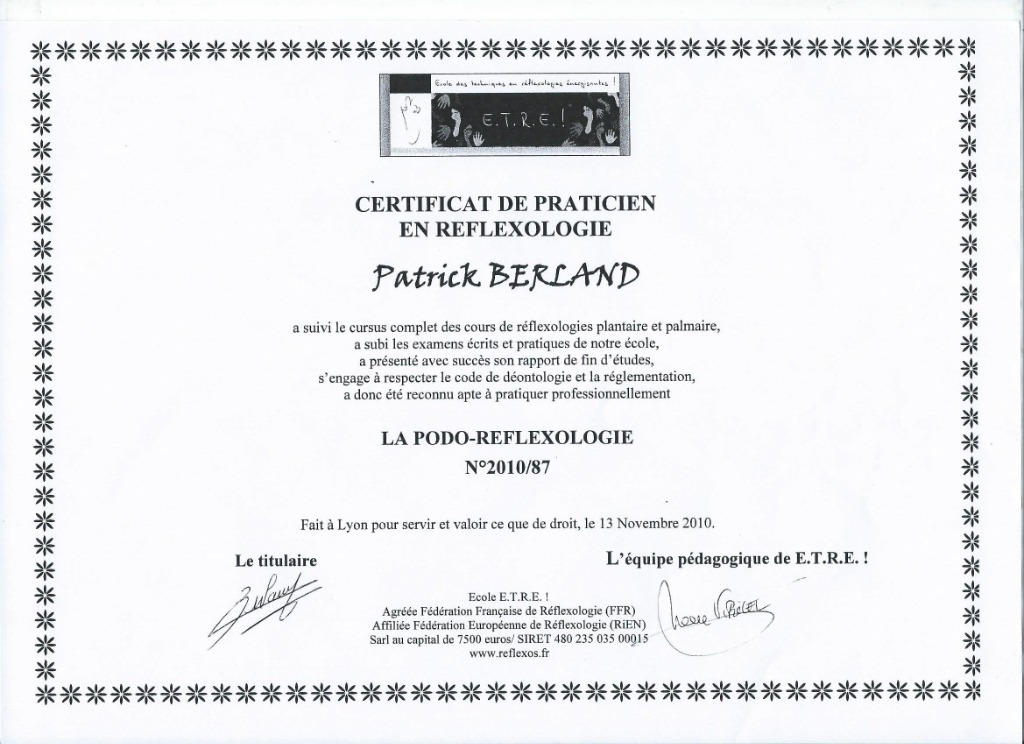 Ecole des techniques en réflexologies énergisantes !
E.T.R.E. !
CERTIFICAT DE PRATICIEN
EN REFLEXOLOGIE
Patrick BERLAND
a suivi le cursus complet des cours de réflexologies plantaire et palmaire,
a subi les examens écrits et pratiques de notre école,
a présenté avec succès son rapport de fin d'études,
s'engage à respecter le code de déontologie et la réglementation,
a donc été reconnu apte à pratiquer professionnellement
LA PODO-REFLEXOLOGIE
N°2010/87
Fait à Lyon pour servir et valoir ce que de droit, le 13 Novembre 2010.
Le titulaire
L'équipe pédagogique de E.T.R.E. !
Ecole E.T.R.E. !
Agréée Fédération Française de Réflexologie (FFR)
Affiliée Fédération Européenne de Réflexologie (RiEN)
Sarl au capital de 7500 euros/ SIRET 480 235 035 00015
www.reflexos.fr